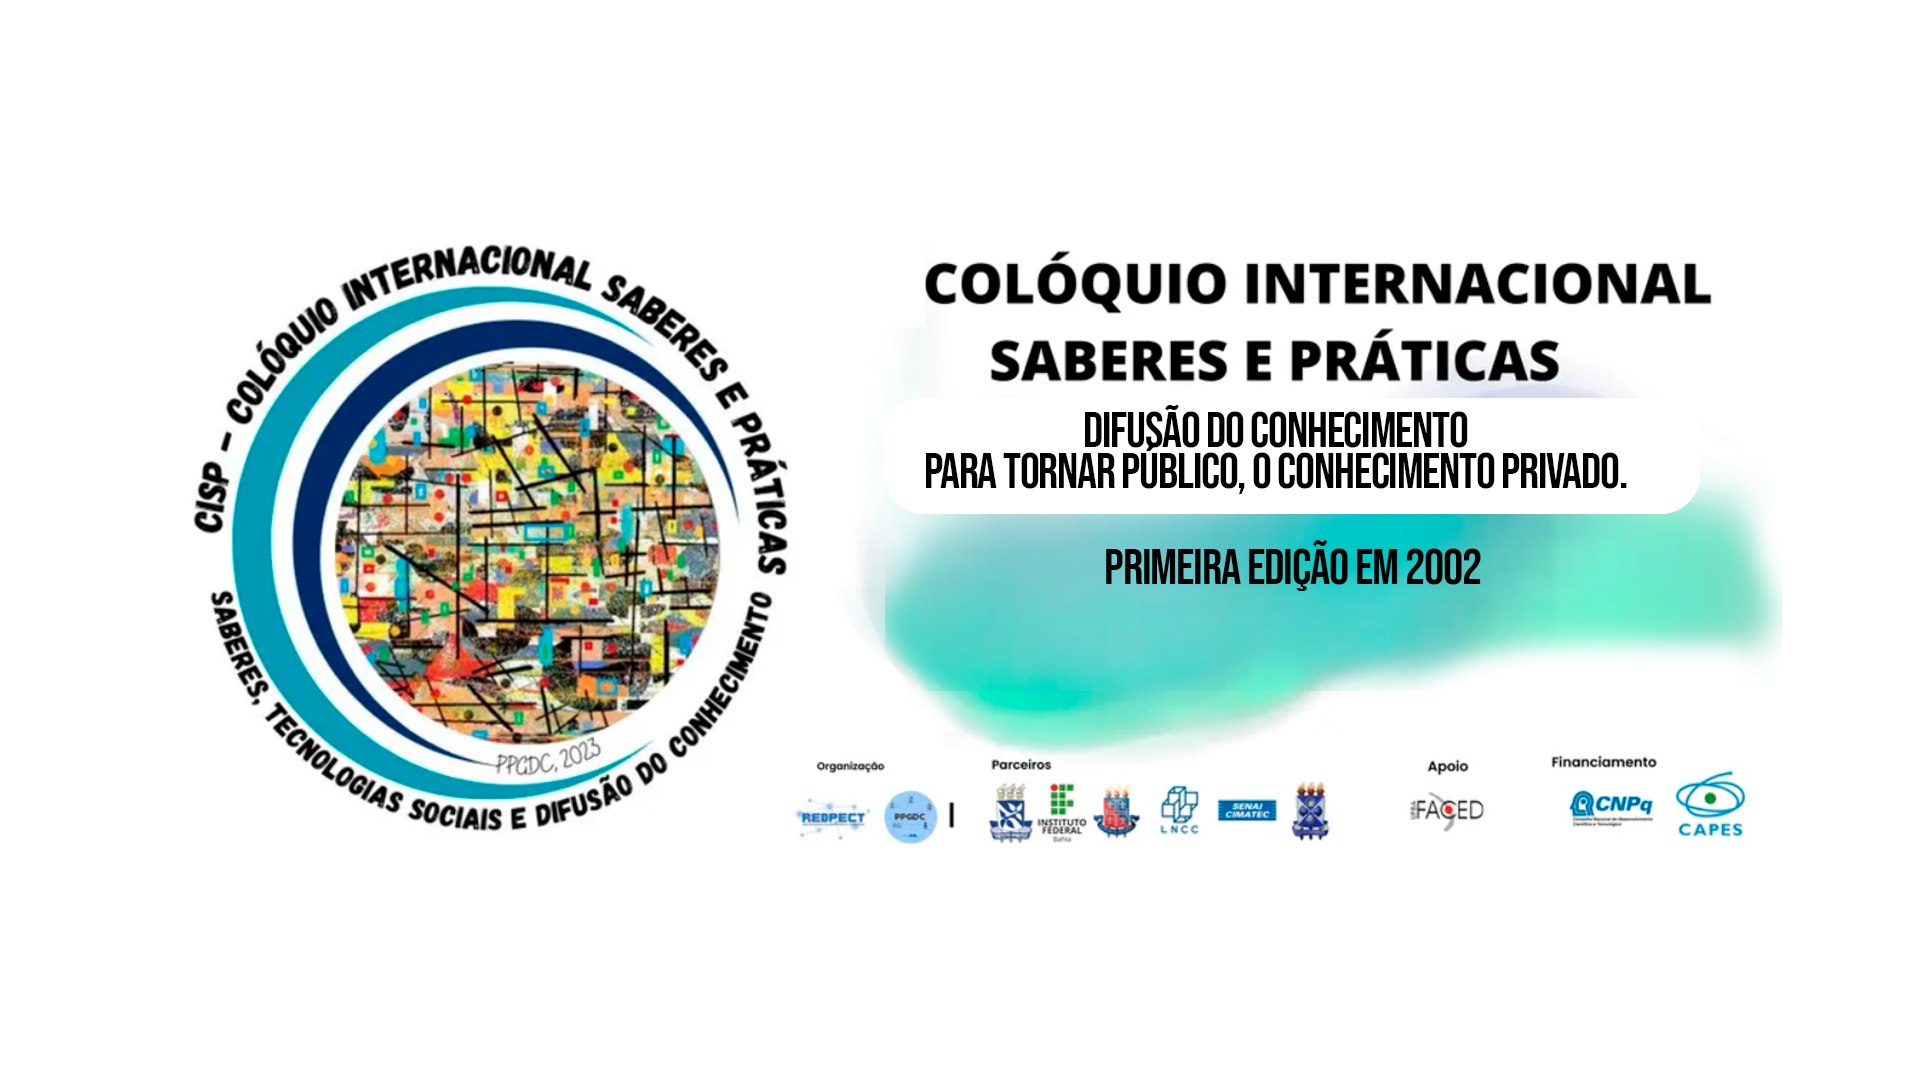 CISP - COLÓQUIO INTERNACIONAL SABERES E PRÁTICAS
SABERES, TECNOLOGIAS SOCIAIS E DIFUSÃO DO CONHECIMENTO
PPGDC, 2023
COLÓQUIO INTERNACIONAL
SABERES E PRÁTICAS
DIFUSÃO DO CONHECIMENTO
PARA TORNAR PÚBLICO, O CONHECIMENTO PRIVADO.
PRIMEIRA EDIÇÃO EM 2002
Organização
Parceiros
Apoio
Financiamento
REDPECT
PPGDC
INSTITUTO
FEDERAL
Bahia
LNCC
SENAI
CIMATEC
FACED
CNPq
CAPES